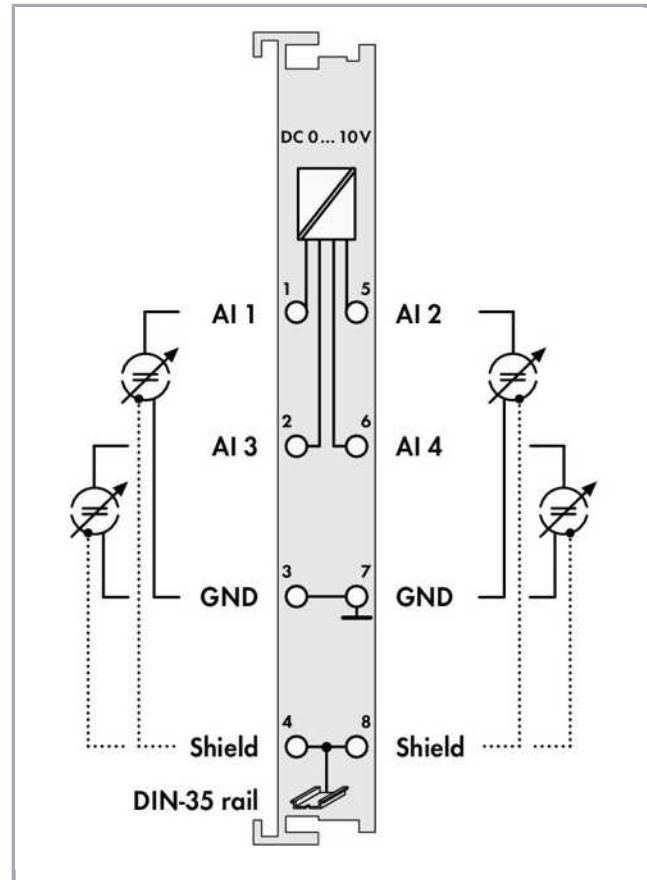 DC 0... 10V
1 5
AI 1 AI 2
2 6
AI 3 AI 4
3 7
GND GND
4 8
Shield Shield
DIN-35 rail